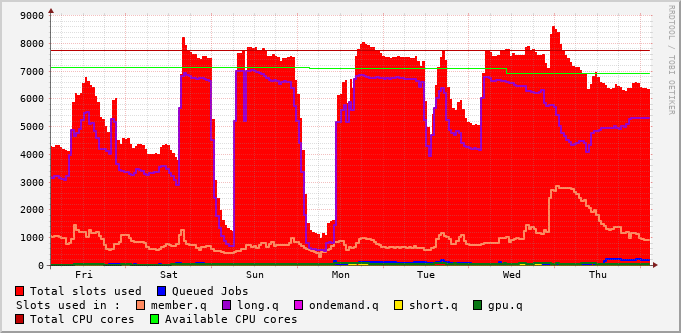 9000
8000
7000
6000
5000
4000
3000
2000
1000
0
Fri Sat Sun Mon Tue Wed Thu
RRDTOOL / TOBI OETIKER
Total slots used Queued Jobs
Slots used in : member.q long.q ondemand.q short.q gpu.q
Total CPU cores Available CPU cores